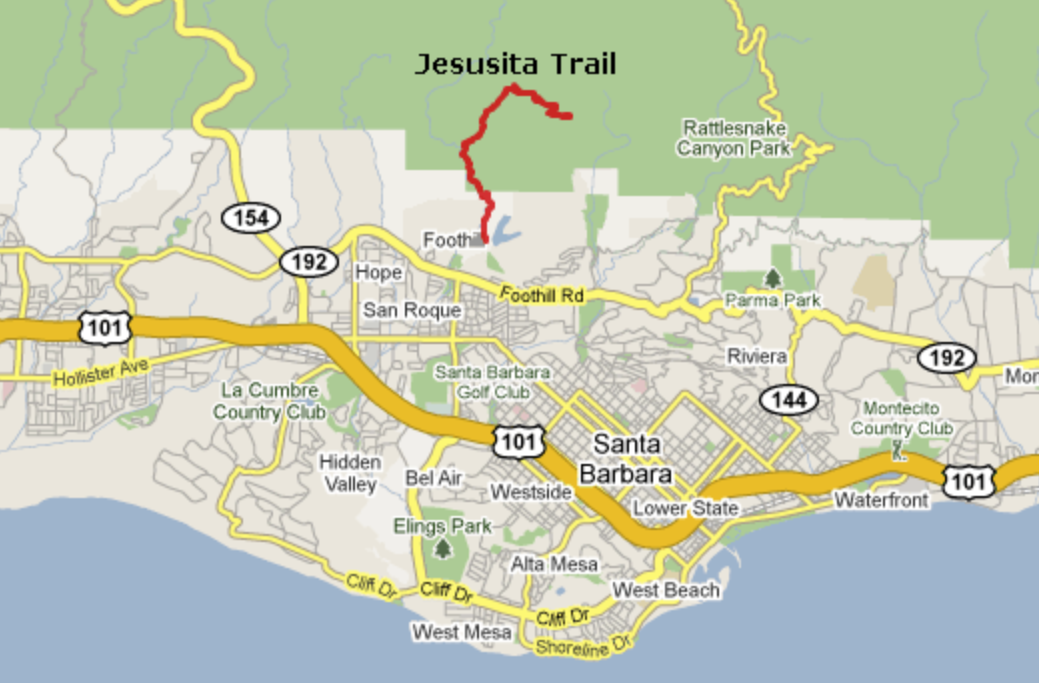 Jesusita Trail
Rattlesnake
Canyon Park
154
192
Foothill
Hope
Foothill Rd
Parma Park
San Roque
101
Riviera
192
Hollister Ave
Santa Barbara
Golf Club
La Cumbre
Country Club
144
Montecito
Country Club
101
Santa
Barbara
Hidden
Valley
Bel Air
Westside
Lower State
Waterfront
101
Elings Park
Alta Mesa
Cliff Dr
Cliff Dr
West Beach
Cliff Dr
West Mesa
Shoreline Dr